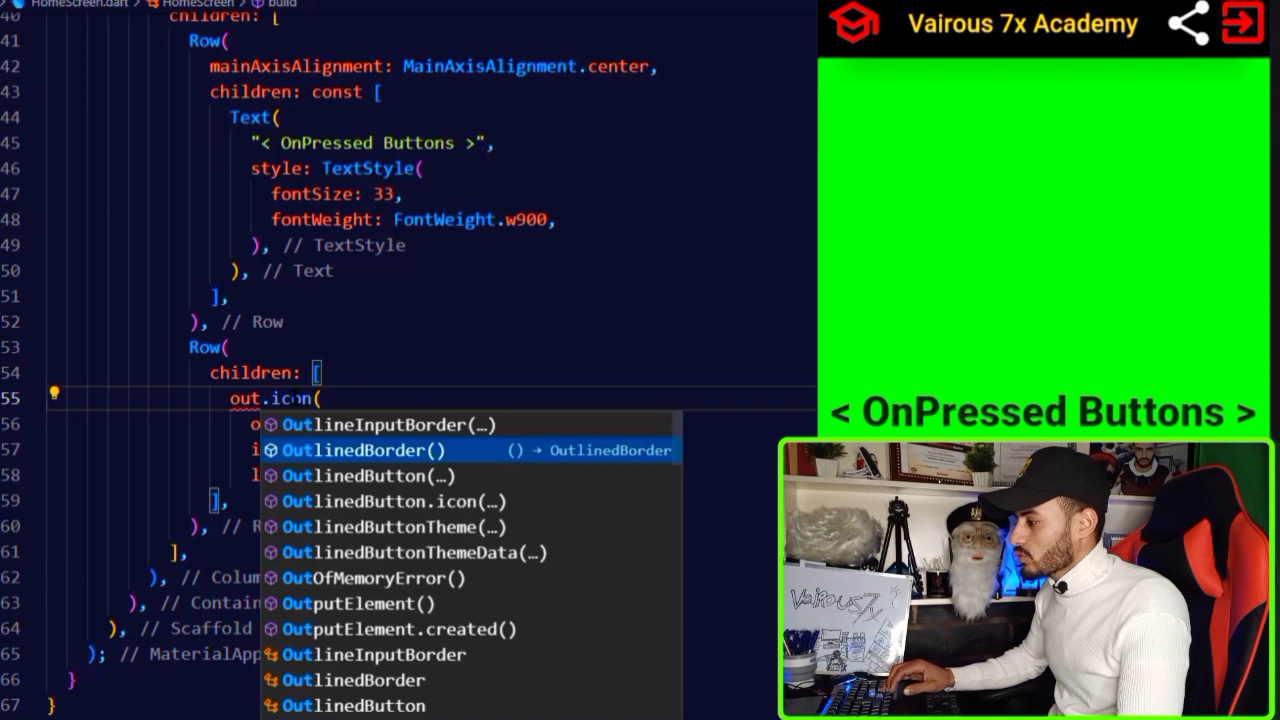 HomeScreen.dart > HomeScreen > build
40 children: [
41 Row(
42 mainAxisAlignment: MainAxisAlignment.center,
43 children: const [
44 Text(
45 "< OnPressed Buttons >",
46 style: TextStyle(
47 fontSize: 33,
48 fontWeight: FontWeight.w900,
49 ), // TextStyle
50 ), // Text
51 ],
52 ), // Row
53 Row(
54 children: [
55 out.icon(
56 o
57 i
58 l
59 ],
60 ), // R
61 ],
62 ), // Colum
63 ), // Contain
64 ), // Scaffold
65 ); // MaterialApp
66 }
67 }
OutlineInputBorder(…)
OutlinedBorder() () → OutlinedBorder
OutlinedButton(…)
OutlinedButton.icon(…)
OutlinedButtonTheme(…)
OutlinedButtonThemeData(…)
OutOfMemoryError()
OutputElement()
OutputElement.created()
OutlineInputBorder
OutlinedBorder
OutlinedButton
Vairous 7x Academy
< OnPressed Buttons >
Vairous7x